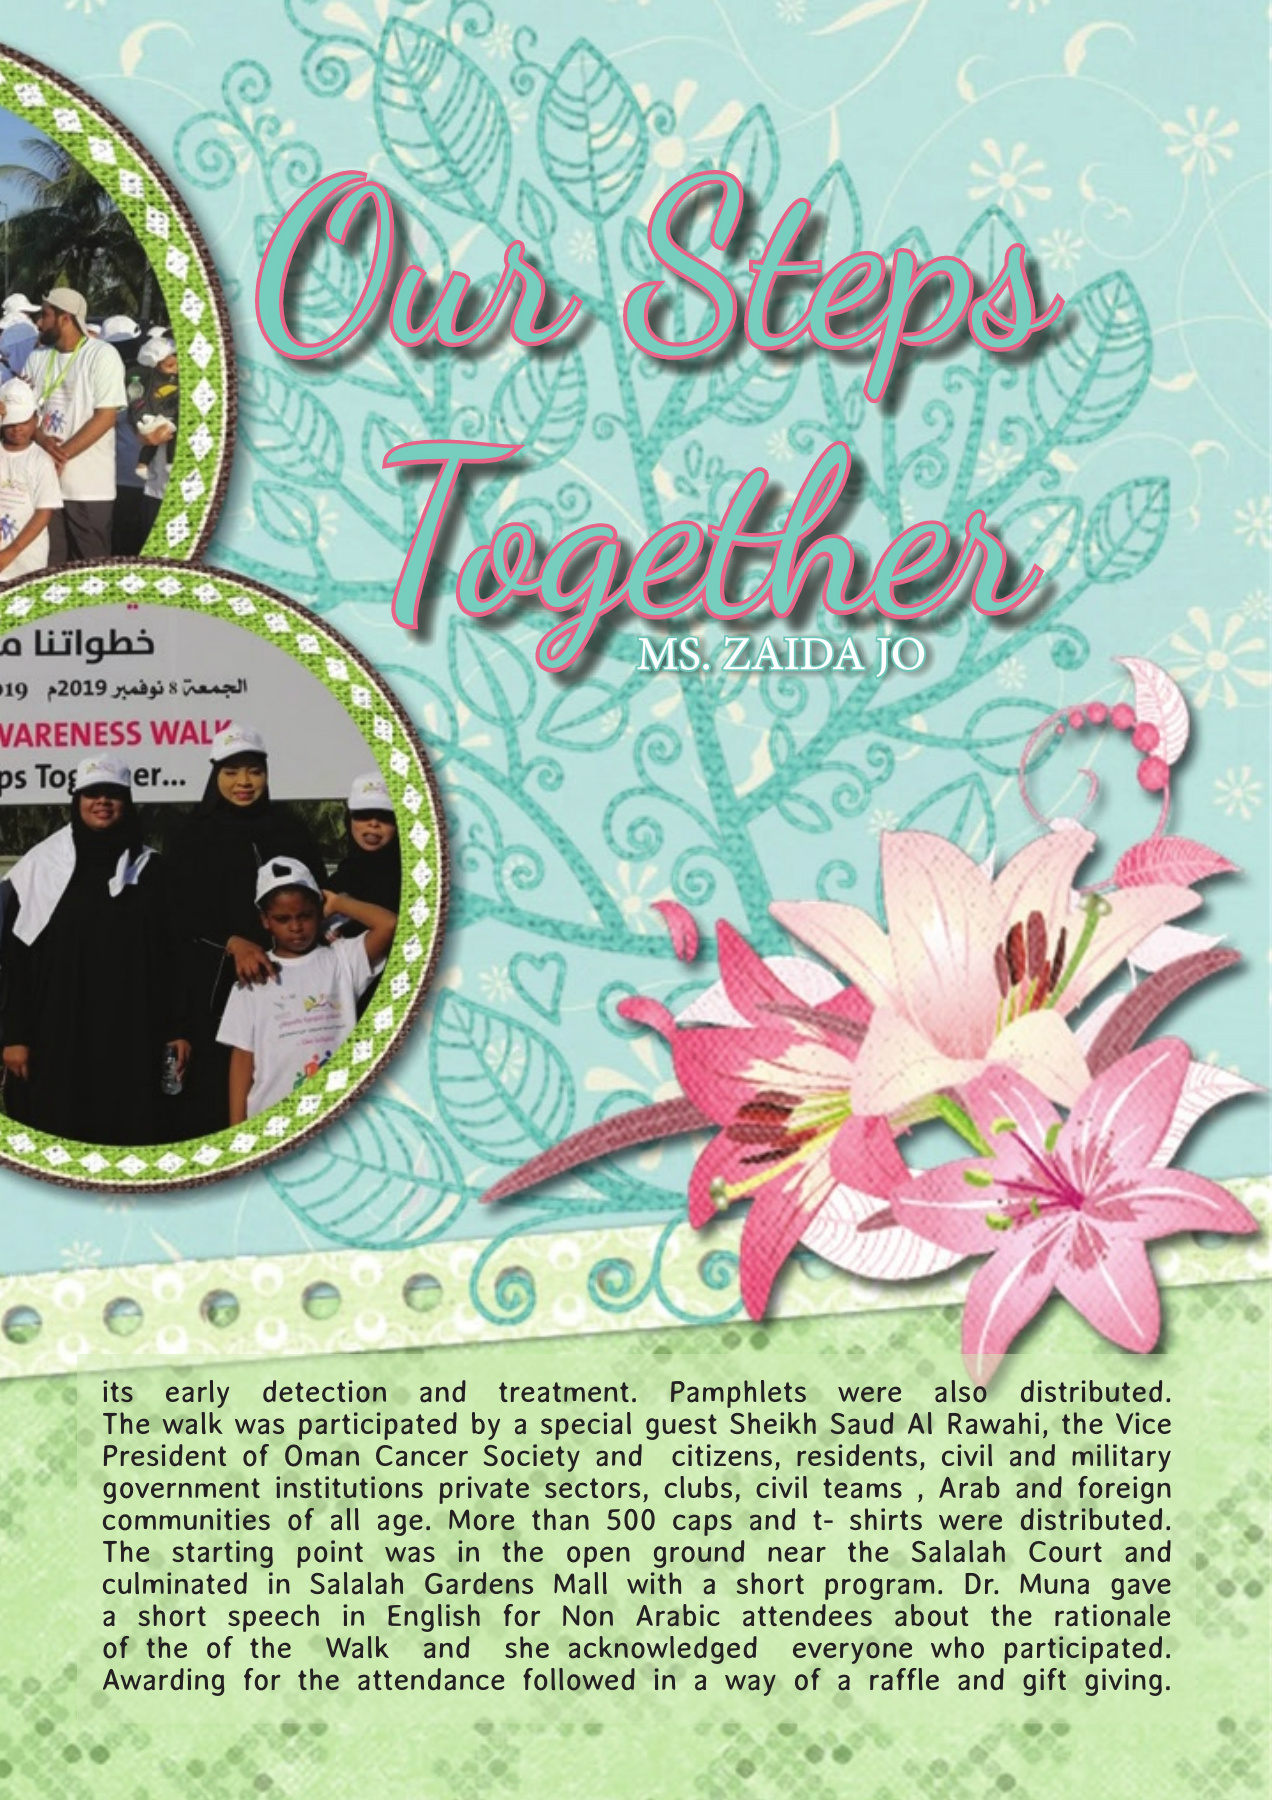 Our Steps
Together
MS. ZAIDA JO
خطواتنا
الجمعة ٨ نوفمبر 2019م
AWARENESS WALK
...
its early detection and treatment. Pamphlets were also distributed.
The walk was participated by a special guest Sheikh Saud Al Rawahi, the Vice
President of Oman Cancer Society and citizens, residents, civil and military
government institutions private sectors, clubs, civil teams , Arab and foreign
communities of all age. More than 500 caps and t- shirts were distributed.
The starting point was in the open ground near the Salalah Court and
culminated in Salalah Gardens Mall with a short program. Dr. Muna gave
a short speech in English for Non Arabic attendees about the rationale
of the of the Walk and she acknowledged everyone who participated.
Awarding for the attendance followed in a way of a raffle and gift giving.